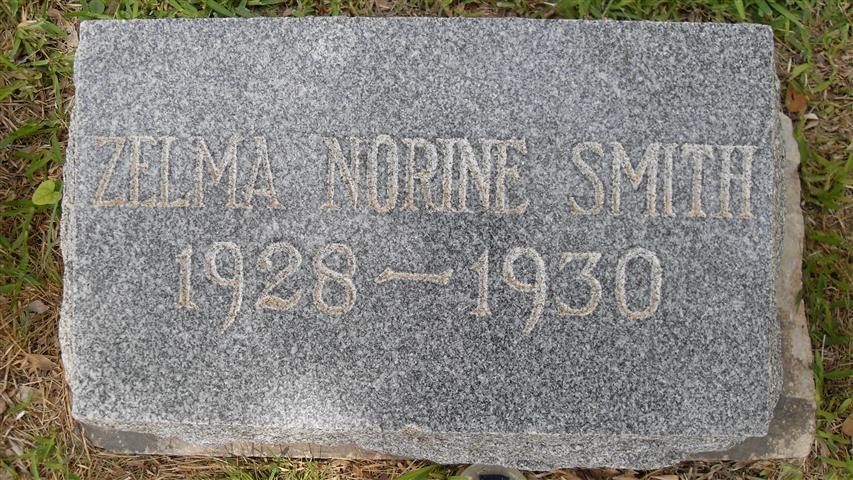 ZELMA NORINE SMITH
1928 — 1930